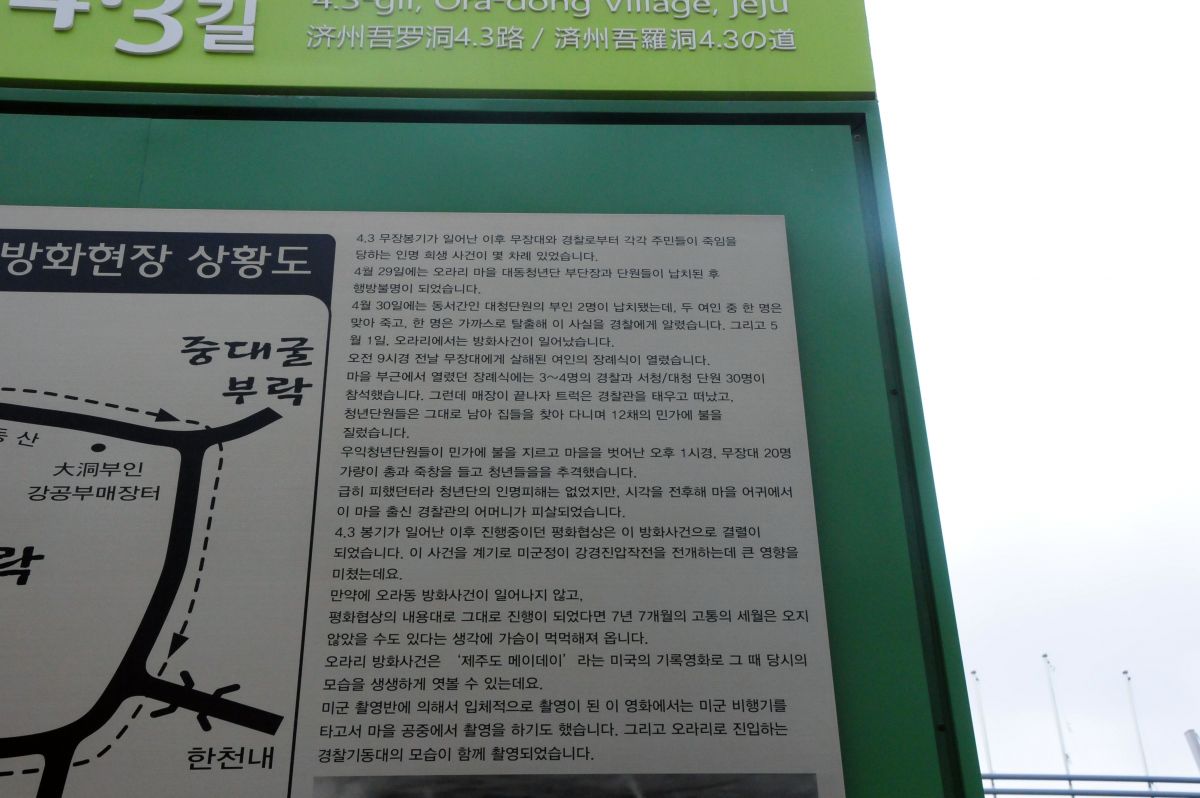 4.3길
4.3-gil, Ora-dong Village, Jeju
济州吾罗洞4.3路 / 済州吾羅洞4.3の道
방화현장 상황도
중대굴
부락
동산
大洞부인
강공부매장터
락
한천내
4.3 무장봉기가 일어난 이후 무장대와 경찰로부터 각각 주민들이 죽임을
당하는 인명 희생 사건이 몇 차례 있었습니다.
4월 29일에는 오라리 마을 대동청년단 부단장과 단원들이 납치된 후
행방불명이 되었습니다.
4월 30일에는 동서간인 대청단원의 부인 2명이 납치됐는데, 두 여인 중 한 명은
맞아 죽고, 한 명은 가까스로 탈출해 이 사실을 경찰에게 알렸습니다. 그리고 5
월 1일, 오라리에서는 방화사건이 일어났습니다.
오전 9시경 전날 무장대에게 살해된 여인의 장례식이 열렸습니다.
마을 부근에서 열렸던 장례식에는 3~4명의 경찰과 서청/대청 단원 30명이
참석했습니다. 그런데 매장이 끝나자 트럭은 경찰관을 태우고 떠났고,
청년단원들은 그대로 남아 집들을 찾아 다니며 12채의 민가에 불을
질렀습니다.
우익청년단원들이 민가에 불을 지르고 마을을 벗어난 오후 1시경, 무장대 20명
가량이 총과 죽창을 들고 청년들을을 추격했습니다.
급히 피했던터라 청년단의 인명피해는 없었지만, 시각을 전후해 마을 어귀에서
이 마을 출신 경찰관의 어머니가 피살되었습니다.
4.3 봉기가 일어난 이후 진행중이던 평화협상은 이 방화사건으로 결렬이
되었습니다. 이 사건을 계기로 미군정이 강경진압작전을 전개하는데 큰 영향을
미쳤는데요.
만약에 오라동 방화사건이 일어나지 않고,
평화협상의 내용대로 그대로 진행이 되었다면 7년 7개월의 고통의 세월은 오지
않았을 수도 있다는 생각에 가슴이 먹먹해져 옵니다.
오라리 방화사건은 ‘제주도 메이데이’ 라는 미국의 기록영화로 그 때 당시의
모습을 생생하게 엿볼 수 있는데요.
미군 촬영반에 의해서 입체적으로 촬영이 된 이 영화에서는 미군 비행기를
타고서 마을 공중에서 촬영을 하기도 했습니다. 그리고 오라리로 진입하는
경찰기동대의 모습이 함께 촬영되었습니다.